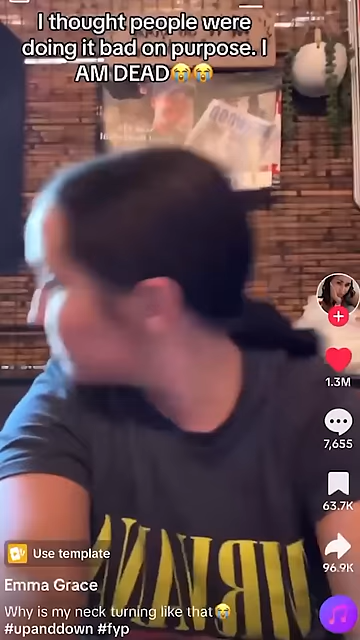 I thought people were
doing it bad on purpose. I
AM DEAD😭😭
1.3M
7,655
63.7K
96.9K
Use template
Emma Grace
Why is my neck turning like that😭
#upanddown #fyp
NIRVANA